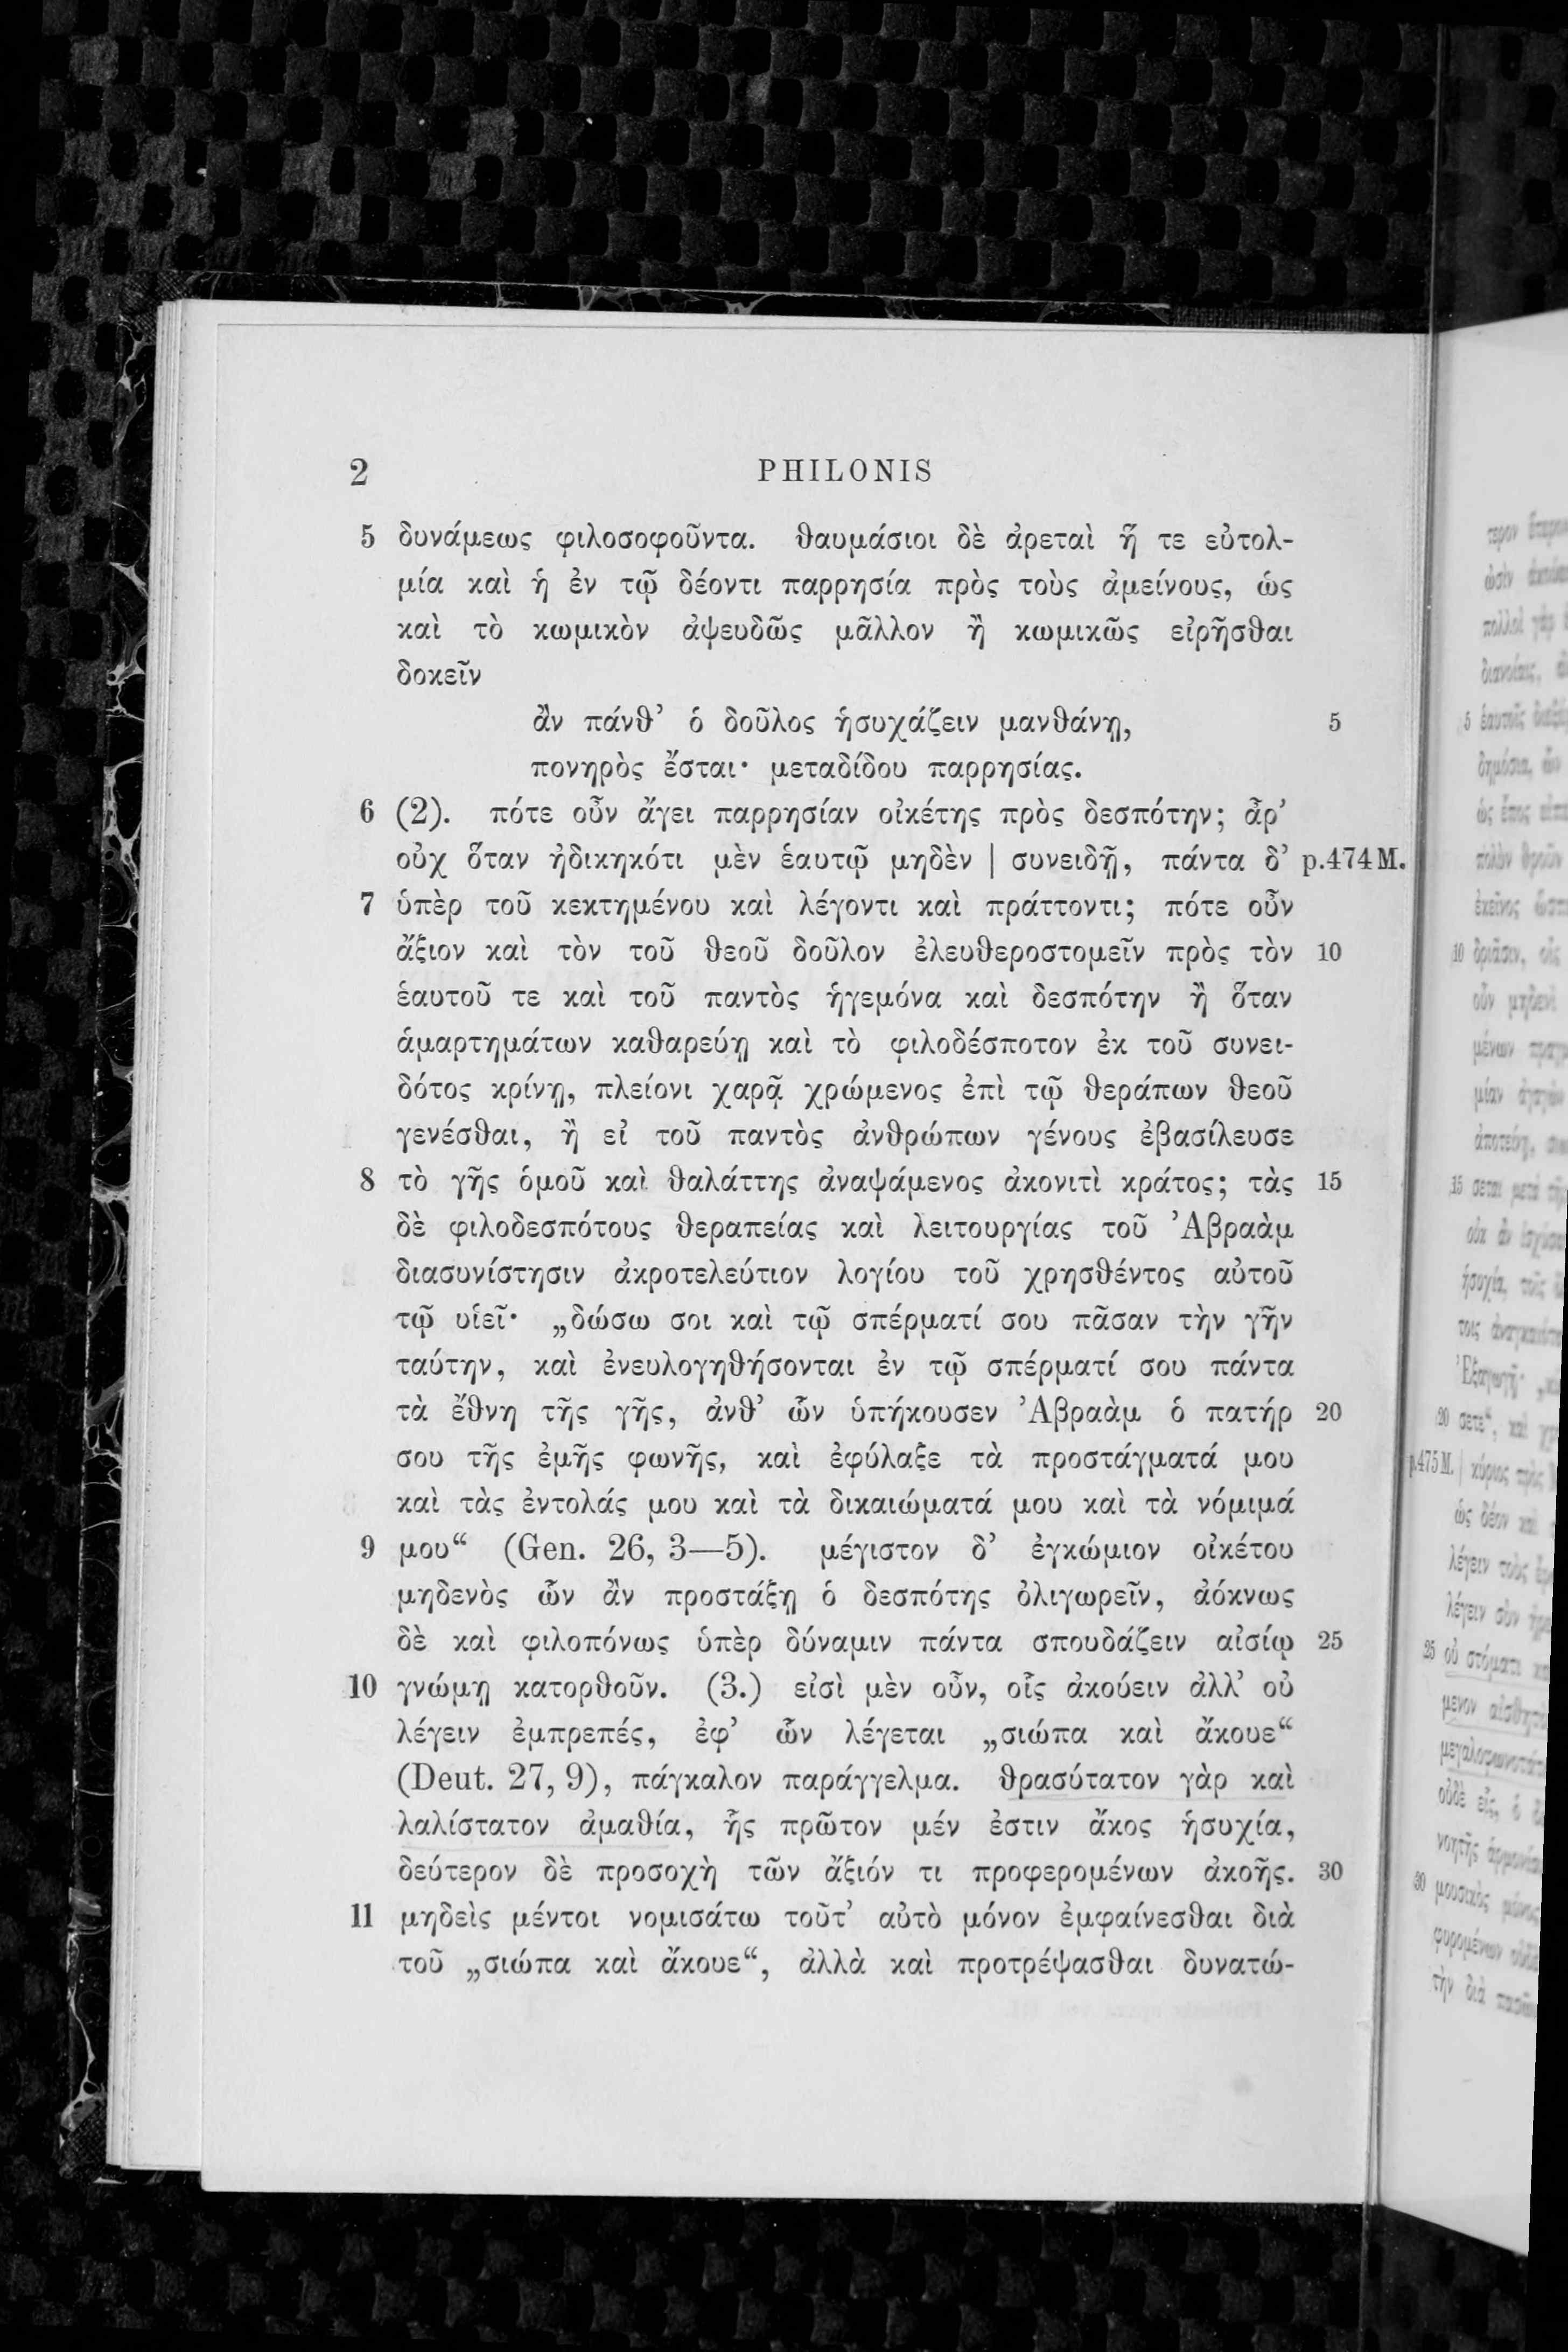 2 PHILONIS
5 δυνάμεως φιλοσοφοῦντα. θαυμάσιοι δὲ ἀρεταὶ ἥ τε εὐτολ-
μία καὶ ἡ ἐν τῷ δέοντι παρρησία πρὸς τοὺς ἀμείνους, ὡς
καὶ τὸ κωμικὸν ἀψευδῶς μᾶλλον ἢ κωμικῶς εἰρῆσθαι
δοκεῖν
ἂν πάνθ’ ὁ δοῦλος ἡσυχάζειν μανθάνῃ, 5
πονηρὸς ἔσται· μεταδίδου παρρησίας.
6 (2). πότε οὖν ἄγει παρρησίαν οἰκέτης πρὸς δεσπότην; ἆρ’
οὐχ ὅταν ἠδικηκότι μὲν ἑαυτῷ μηδὲν | συνειδῇ, πάντα δ’ p.474M.
7 ὑπὲρ τοῦ κεκτημένου καὶ λέγοντι καὶ πράττοντι; πότε οὖν
ἄξιον καὶ τὸν τοῦ θεοῦ δοῦλον ἐλευθεροστομεῖν πρὸς τὸν 10
ἑαυτοῦ τε καὶ τοῦ παντὸς ἡγεμόνα καὶ δεσπότην ἢ ὅταν
ἁμαρτημάτων καθαρεύῃ καὶ τὸ φιλοδέσποτον ἐκ τοῦ συνει-
δότος κρίνῃ, πλείονι χαρᾷ χρώμενος ἐπὶ τῷ θεράπων θεοῦ
γενέσθαι, ἢ εἰ τοῦ παντὸς ἀνθρώπων γένους ἐβασίλευσε
8 τὸ γῆς ὁμοῦ καὶ θαλάττης ἀναψάμενος ἀκονιτὶ κράτος; τὰς 15
δὲ φιλοδεσπότους θεραπείας καὶ λειτουργίας τοῦ Ἀβραὰμ
διασυνίστησιν ἀκροτελεύτιον λογίου τοῦ χρησθέντος αὐτοῦ
τῷ υἱεῖ· „δώσω σοι καὶ τῷ σπέρματί σου πᾶσαν τὴν γῆν
ταύτην, καὶ ἐνευλογηθήσονται ἐν τῷ σπέρματί σου πάντα
τὰ ἔθνη τῆς γῆς, ἀνθ’ ὧν ὑπήκουσεν Ἀβραὰμ ὁ πατήρ 20
σου τῆς ἐμῆς φωνῆς, καὶ ἐφύλαξε τὰ προστάγματά μου
καὶ τὰς ἐντολάς μου καὶ τὰ δικαιώματά μου καὶ τὰ νόμιμά
9 μου“ (Gen. 26, 3—5). μέγιστον δ’ ἐγκώμιον οἰκέτου
μηδενὸς ὧν ἂν προστάξῃ ὁ δεσπότης ὀλιγωρεῖν, ἀόκνως
δὲ καὶ φιλοπόνως ὑπὲρ δύναμιν πάντα σπουδάζειν αἰσίῳ 25
10 γνώμῃ κατορθοῦν. (3.) εἰσὶ μὲν οὖν, οἷς ἀκούειν ἀλλ’ οὐ
λέγειν ἐμπρεπές, ἐφ’ ὧν λέγεται „σιώπα καὶ ἄκουε“
(Deut. 27, 9), πάγκαλον παράγγελμα. θρασύτατον γὰρ καὶ
λαλίστατον ἀμαθία, ἧς πρῶτον μέν ἐστιν ἄκος ἡσυχία,
δεύτερον δὲ προσοχὴ τῶν ἄξιόν τι προφερομένων ἀκοῆς. 30
11 μηδεὶς μέντοι νομισάτω τοῦτ’ αὐτὸ μόνον ἐμφαίνεσθαι διὰ
τοῦ „σιώπα καὶ ἄκουε“, ἀλλὰ καὶ προτρέψασθαι δυνατώ-